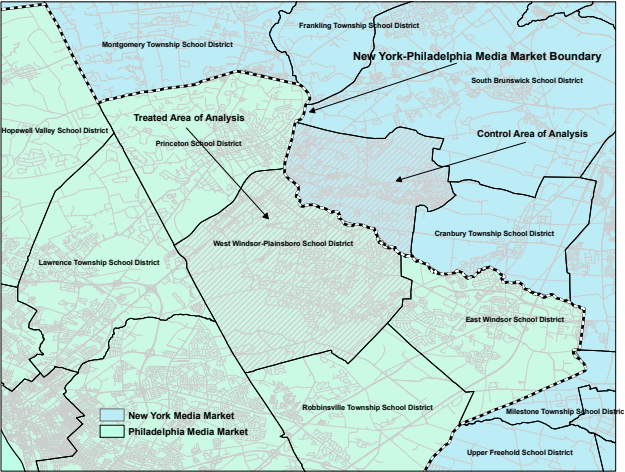 Frankling Township School District
Montgomery Township School District
New York-Philadelphia Media Market Boundary
South Brunswick School District
Treated Area of Analysis
Hopewell Valley School District
Control Area of Analysis
Princeton School District
Cranbury Township School District
West Windsor-Plainsboro School District
Lawrence Township School District
East Windsor School District
Robbinsville Township School District
Milestone Township School Distric
New York Media Market
Philadelphia Media Market
Upper Freehold School District